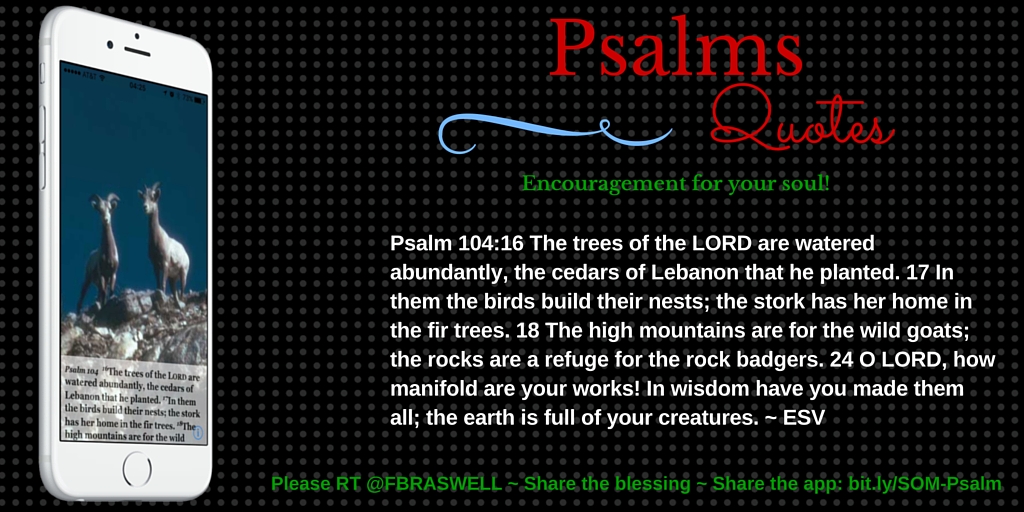 AT&T
04:25
Psalm 104 16The trees of the LORD are
watered abundantly, the cedars of
Lebanon that he planted. 17In them
the birds build their nests; the stork
has her home in the fir trees. 18The
high mountains are for the wild
Psalms
Quotes
Encouragement for your soul!
Psalm 104:16 The trees of the LORD are watered
abundantly, the cedars of Lebanon that he planted. 17 In
them the birds build their nests; the stork has her home in
the fir trees. 18 The high mountains are for the wild goats;
the rocks are a refuge for the rock badgers. 24 O LORD, how
manifold are your works! In wisdom have you made them
all; the earth is full of your creatures. ~ ESV
Please RT @FBRASWELL ~ Share the blessing ~ Share the app: bit.ly/SOM-Psalm